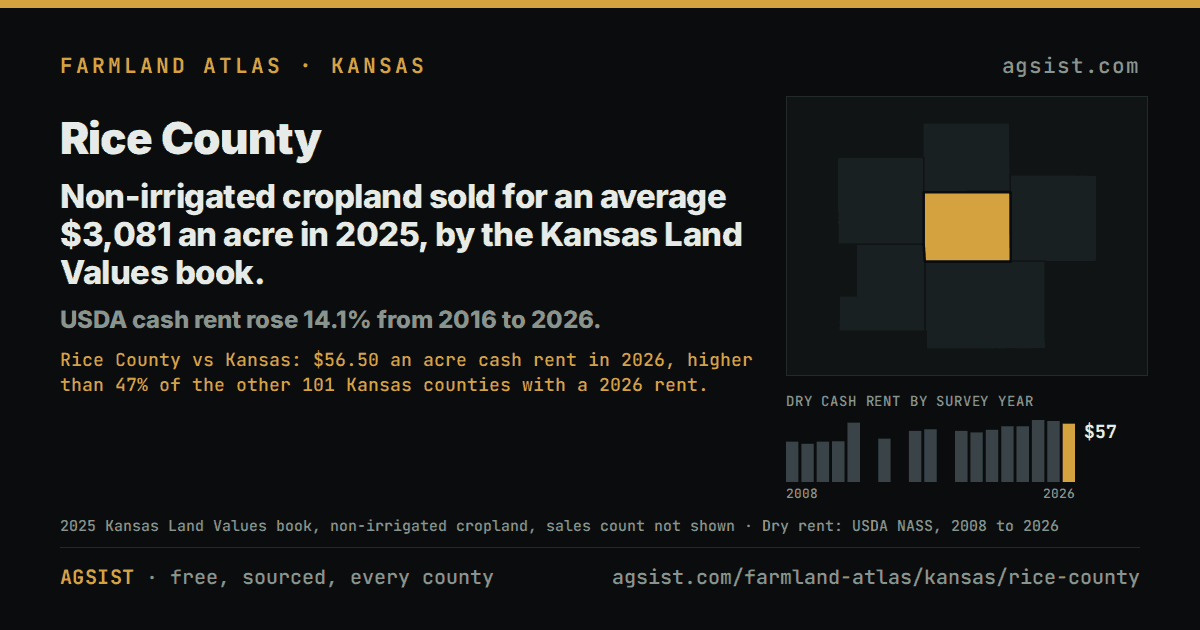 FARMLAND ATLAS · KANSAS
agsist.com
Rice County
Non-irrigated cropland sold for an average
$3,081 an acre in 2025, by the Kansas Land
Values book.
USDA cash rent rose 14.1% from 2016 to 2026.
Rice County vs Kansas: $56.50 an acre cash rent in 2026, higher
than 47% of the other 101 Kansas counties with a 2026 rent.
DRY CASH RENT BY SURVEY YEAR
$57
2008 2026
2025 Kansas Land Values book, non-irrigated cropland, sales count not shown · Dry rent: USDA NASS, 2008 to 2026
AGSIST · free, sourced, every county
agsist.com/farmland-atlas/kansas/rice-county